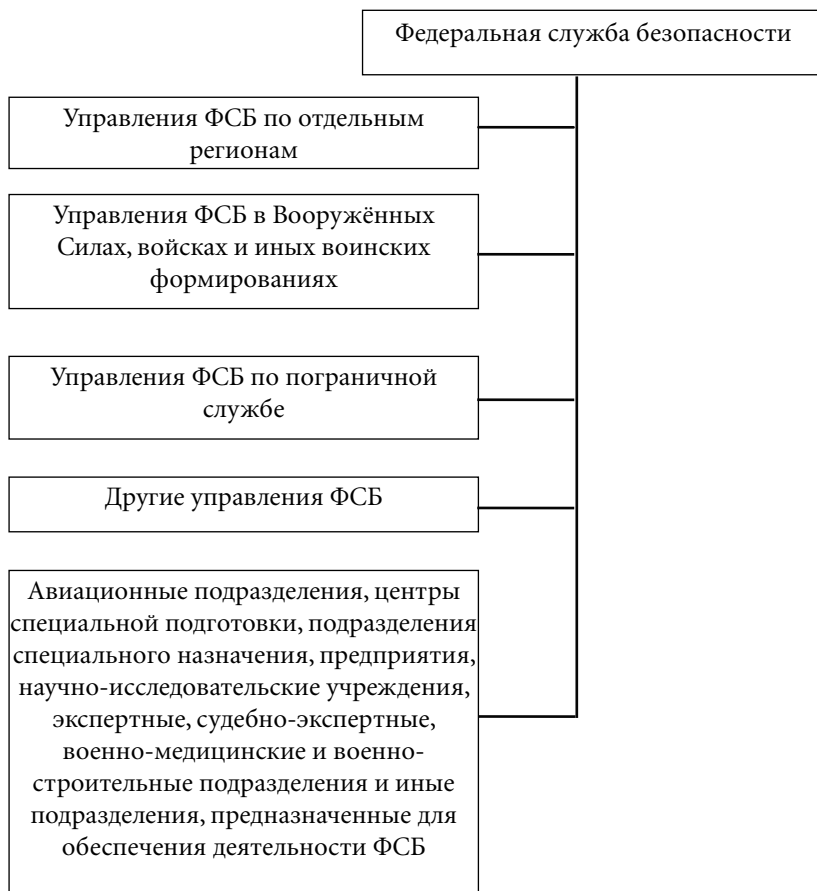 Федеральная служба безопасности
Управления ФСБ по отдельным
регионам
Управления ФСБ в Вооружённых
Силах, войсках и иных воинских
формированиях
Управления ФСБ по пограничной
службе
Другие управления ФСБ
Авиационные подразделения, центры
специальной подготовки, подразделения
специального назначения, предприятия,
научно-исследовательские учреждения,
экспертные, судебно-экспертные,
военно-медицинские и военно-
строительные подразделения и иные
подразделения, предназначенные для
обеспечения деятельности ФСБ